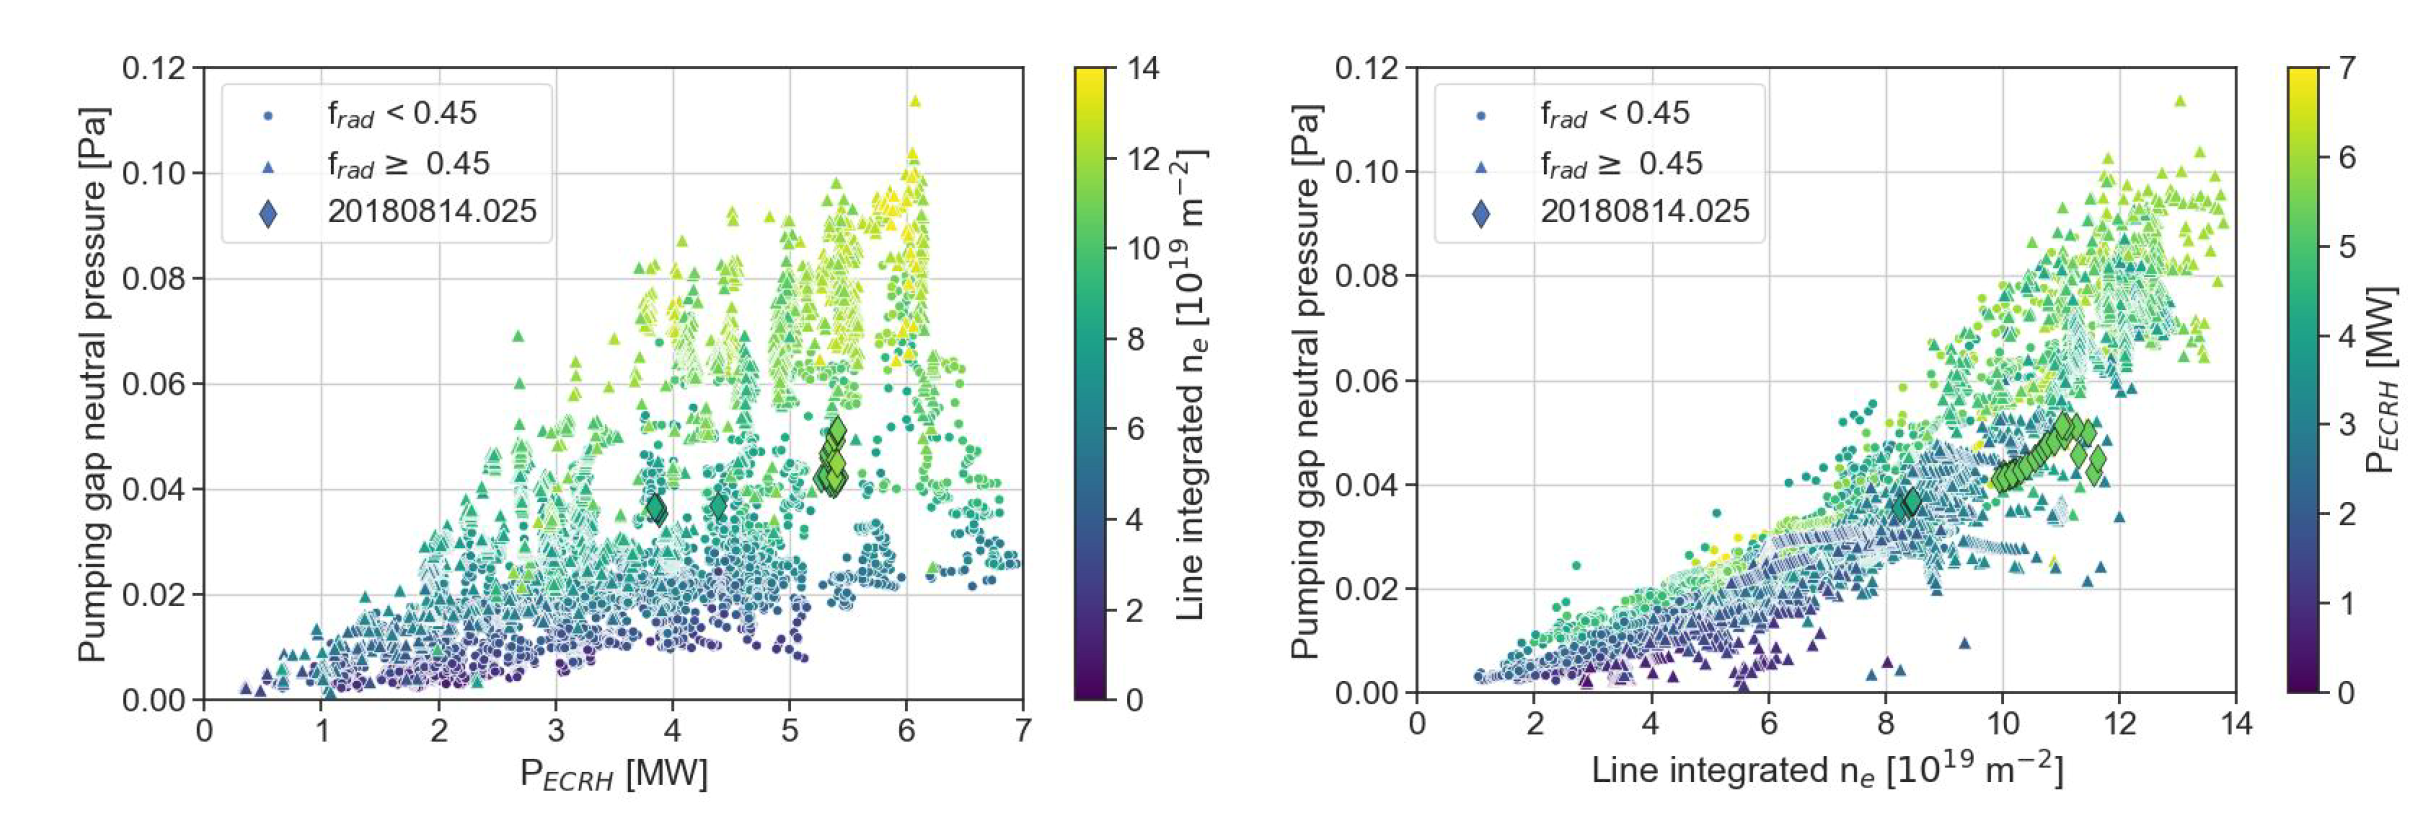 0.12
0.10
0.08
0.06
0.04
0.02
0.00
Pumping gap neutral pressure [Pa]
f_rad < 0.45
f_rad ≥ 0.45
20180814.025
0 1 2 3 4 5 6 7
P_ECRH [MW]
14
12
10
8
6
4
2
0
Line integrated n_e [10^19 m^−2]
0.12
0.10
0.08
0.06
0.04
0.02
0.00
Pumping gap neutral pressure [Pa]
f_rad < 0.45
f_rad ≥ 0.45
20180814.025
0 2 4 6 8 10 12 14
Line integrated n_e [10^19 m^−2]
7
6
5
4
3
2
1
0
P_ECRH [MW]